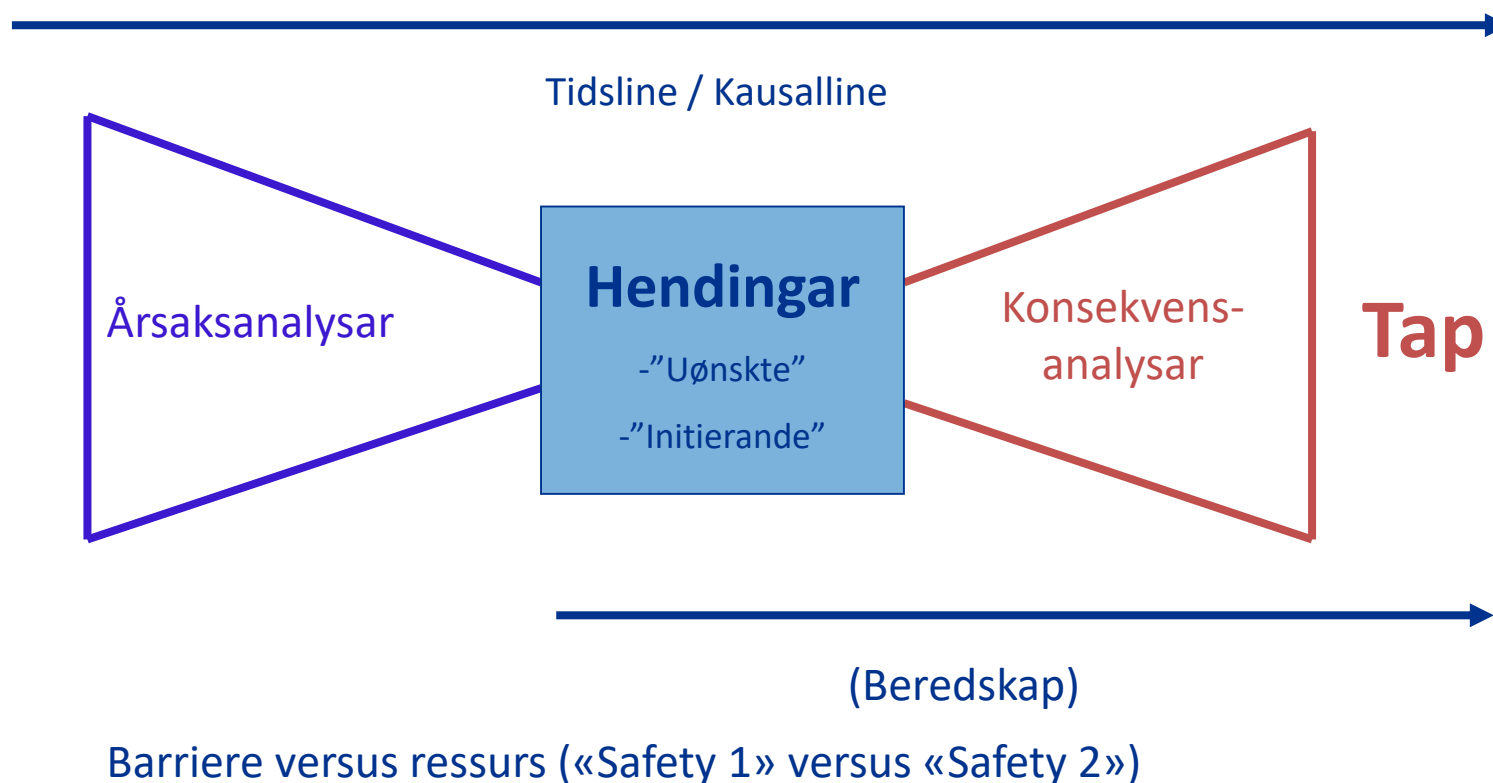 Tidsline / Kausalline
Årsaksanalysar
Hendingar
-”Uønskte”
-”Initierande”
Konsekvens-
analysar
Tap
(Beredskap)
Barriere versus ressurs («Safety 1» versus «Safety 2»)